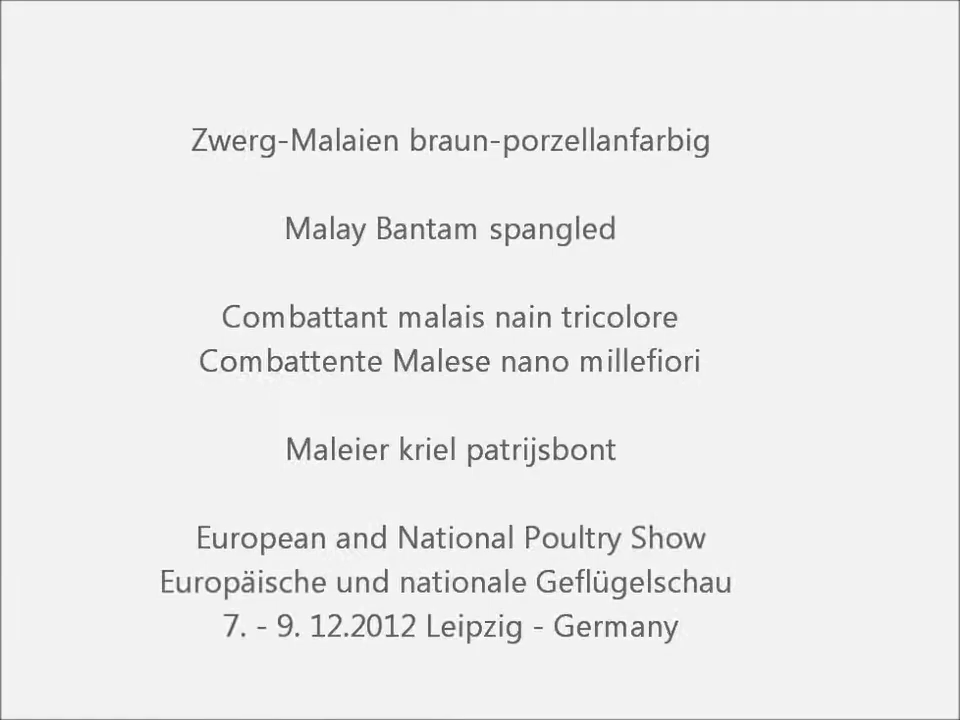 Zwerg-Malaien braun-porzellanfarbig
Malay Bantam spangled
Combattant malais nain tricolore
Combattente Malese nano millefiori
Maleier kriel patrijsbont
European and National Poultry Show
Europäische und nationale Geflügelschau
7. - 9. 12.2012 Leipzig - Germany